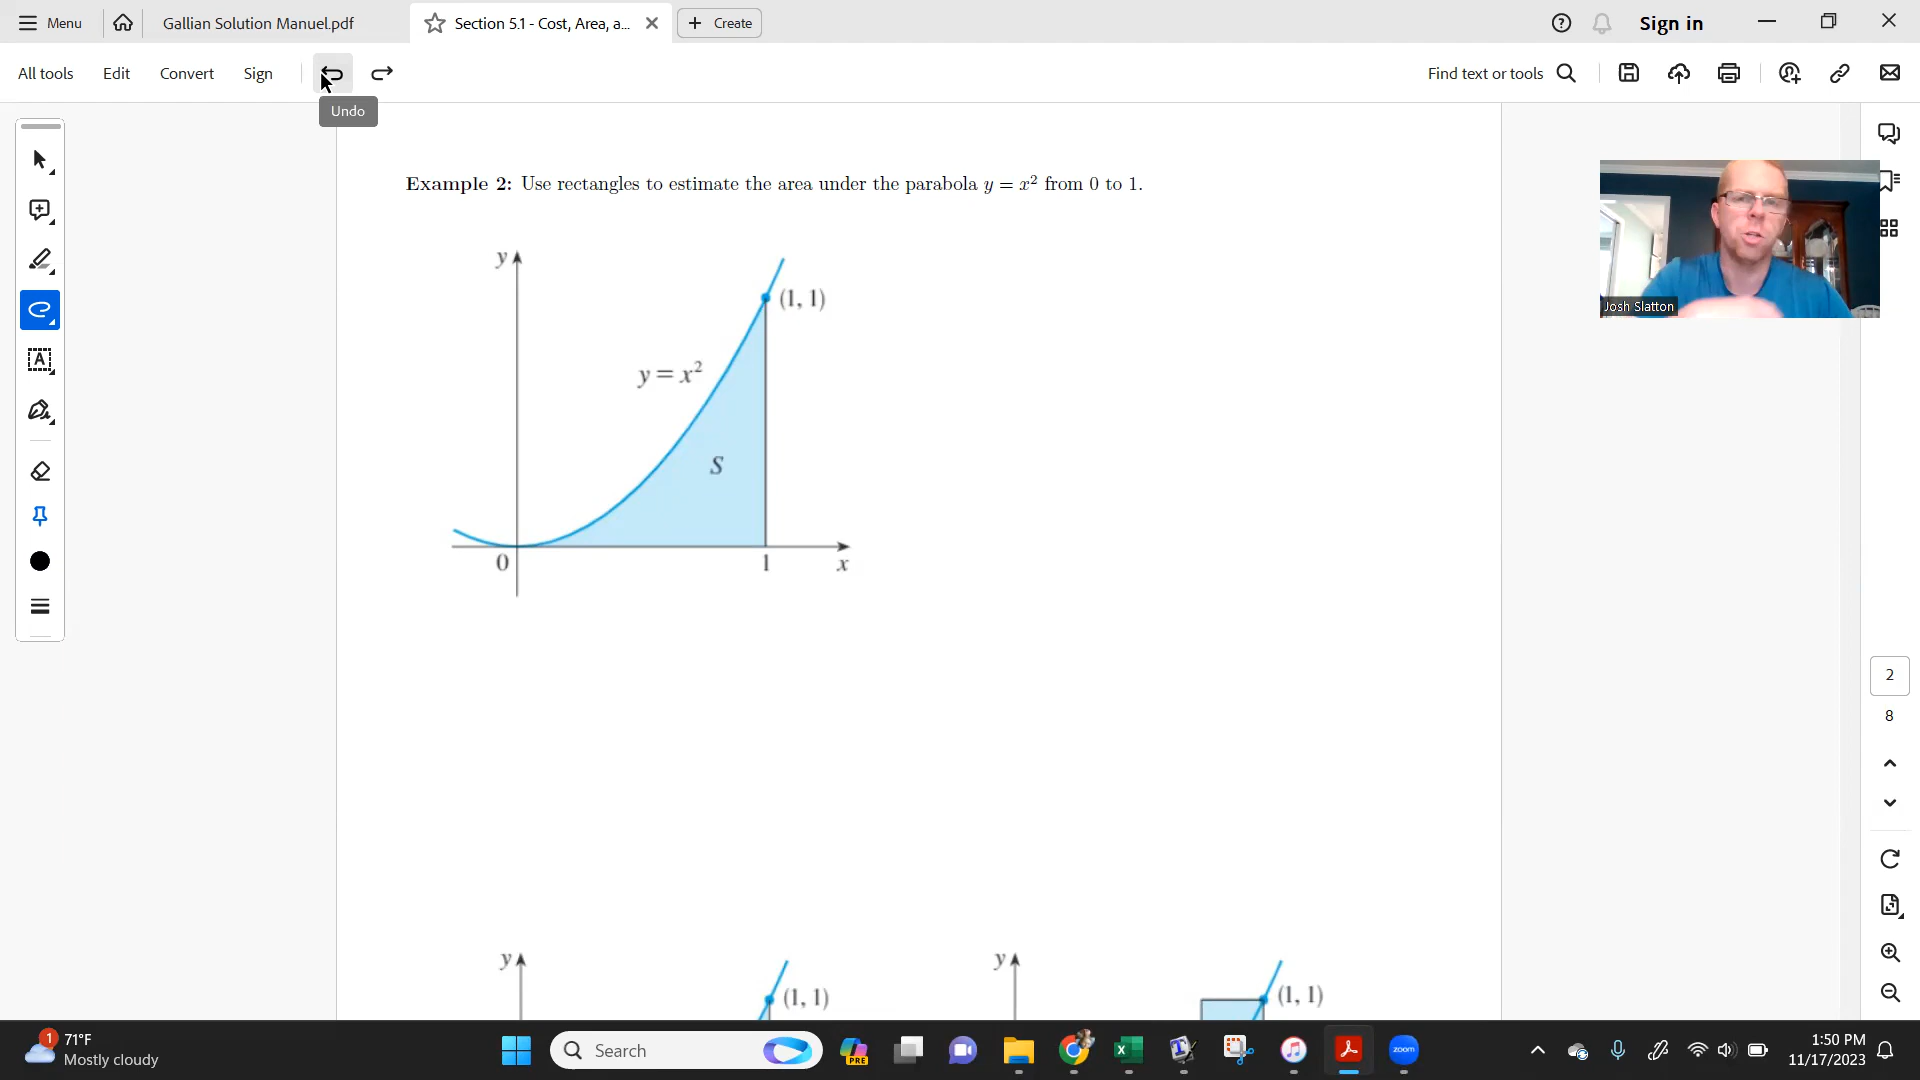 Menu
Gallian Solution Manuel.pdf
Section 5.1 - Cost, Area, a...
Create
Sign in
All tools
Edit
Convert
Sign
Find text or tools
Undo
Example 2: Use rectangles to estimate the area under the parabola y = x² from 0 to 1.
y
(1, 1)
y = x²
S
0
1
x
Josh Slatton
2
8
y
(1, 1)
y
(1, 1)
1
71°F
Mostly cloudy
Search
PRE
zoom
1:50 PM
11/17/2023